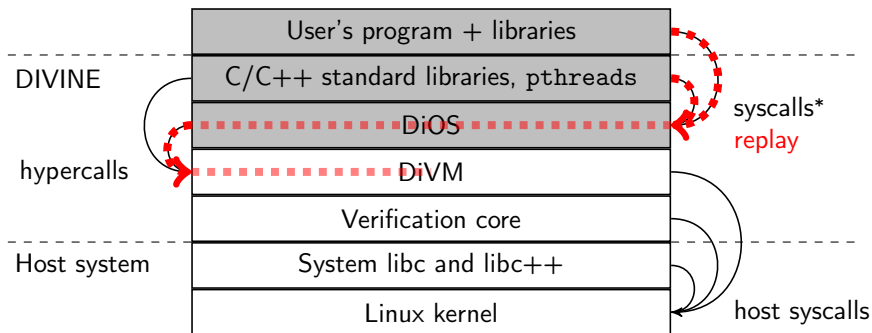 User's program + libraries
DIVINE
C/C++ standard libraries, pthreads
syscalls*
DiOS
replay
hypercalls
DiVM
Verification core
Host system
System libc and libc++
Linux kernel
host syscalls